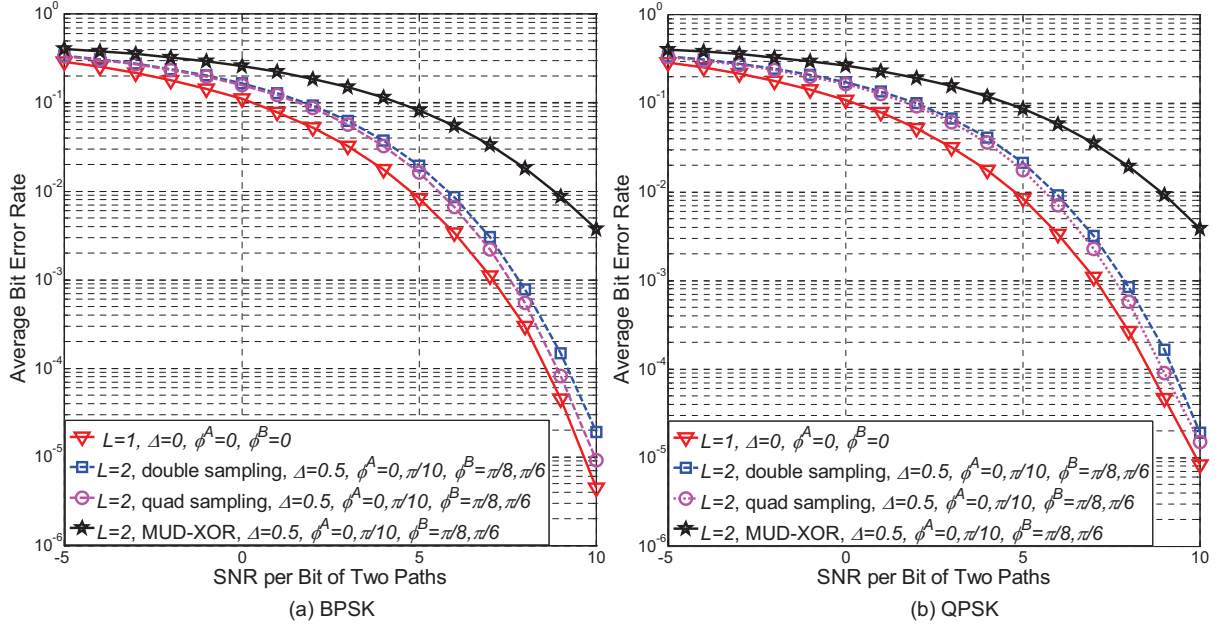 Average Bit Error Rate
10^0
10^-1
10^-2
10^-3
10^-4
10^-5
10^-6
-5 0 5 10
SNR per Bit of Two Paths
L=1, Δ=0, ϕ^A=0, ϕ^B=0
L=2, double sampling, Δ=0.5, ϕ^A=0,π/10, ϕ^B=π/8,π/6
L=2, quad sampling, Δ=0.5, ϕ^A=0,π/10, ϕ^B=π/8,π/6
L=2, MUD-XOR, Δ=0.5, ϕ^A=0,π/10, ϕ^B=π/8,π/6
(a) BPSK
Average Bit Error Rate
10^0
10^-1
10^-2
10^-3
10^-4
10^-5
10^-6
-5 0 5 10
SNR per Bit of Two Paths
L=1, Δ=0, ϕ^A=0, ϕ^B=0
L=2, double sampling, Δ=0.5, ϕ^A=0,π/10, ϕ^B=π/8,π/6
L=2, quad sampling, Δ=0.5, ϕ^A=0,π/10, ϕ^B=π/8,π/6
L=2, MUD-XOR, Δ=0.5, ϕ^A=0,π/10, ϕ^B=π/8,π/6
(b) QPSK